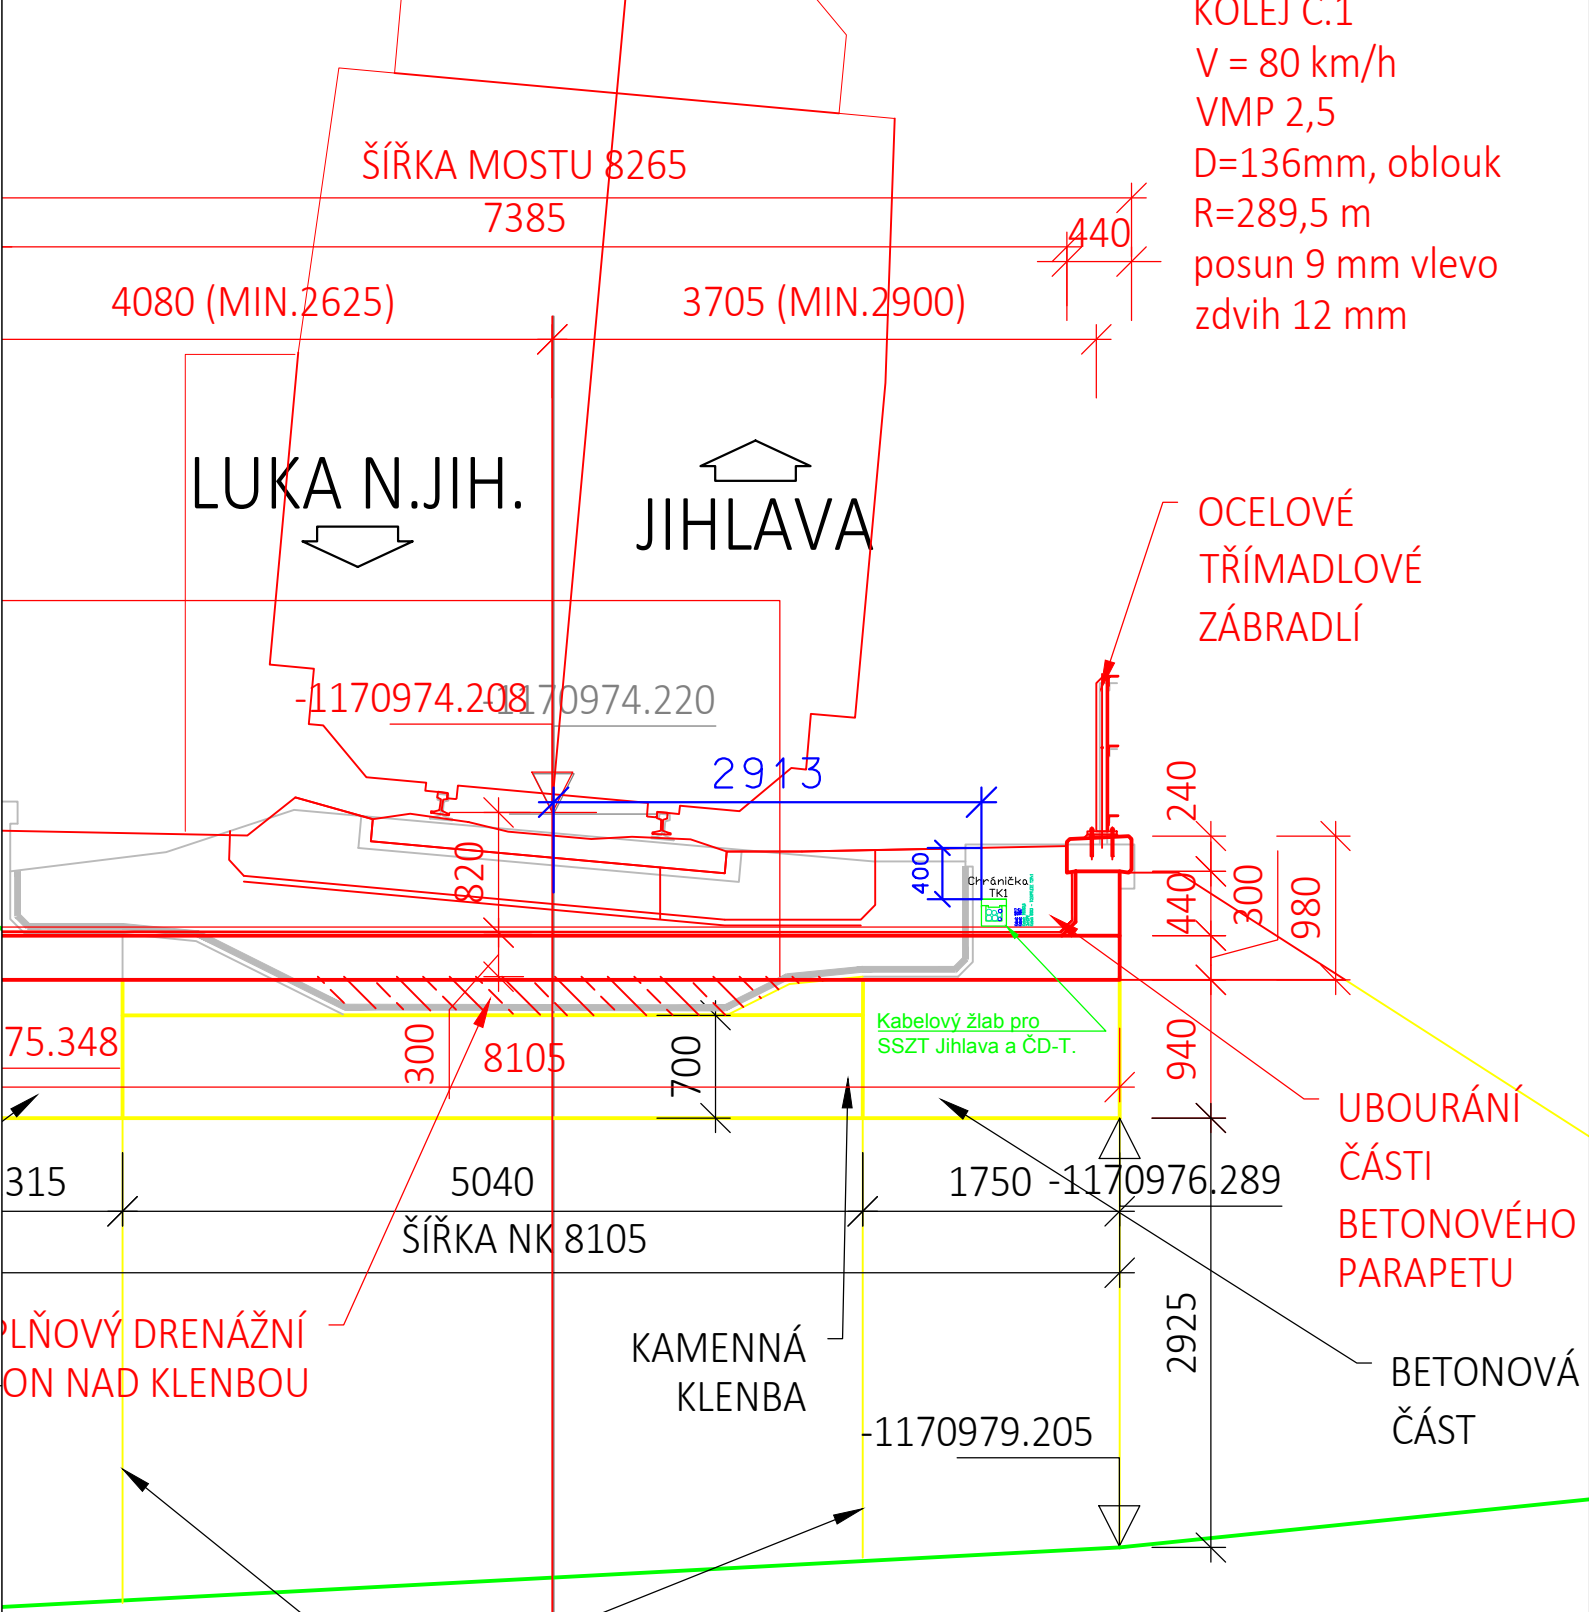 KOLEJ Č.1
V = 80 km/h
VMP 2,5
D=136mm, oblouk
R=289,5 m
posun 9 mm vlevo
zdvih 12 mm
ŠÍŘKA MOSTU 8265
7385
440
4080 (MIN.2625)
3705 (MIN.2900)
LUKA N.JIH.
JIHLAVA
OCELOVÉ
TŘÍMADLOVÉ
ZÁBRADLÍ
-1170974.208
-1170974.220
2913
240
820
400
Chránička
TK1
440
300
980
Kabelový žlab pro
SSZT Jihlava a ČD-T.
75.348
300
8105
700
940
UBOURÁNÍ
ČÁSTI
BETONOVÉHO
PARAPETU
315
5040
1750
-1170976.289
ŠÍŘKA NK 8105
PLŇOVÝ DRENÁŽNÍ
ON NAD KLENBOU
KAMENNÁ
KLENBA
2925
BETONOVÁ
ČÁST
-1170979.205